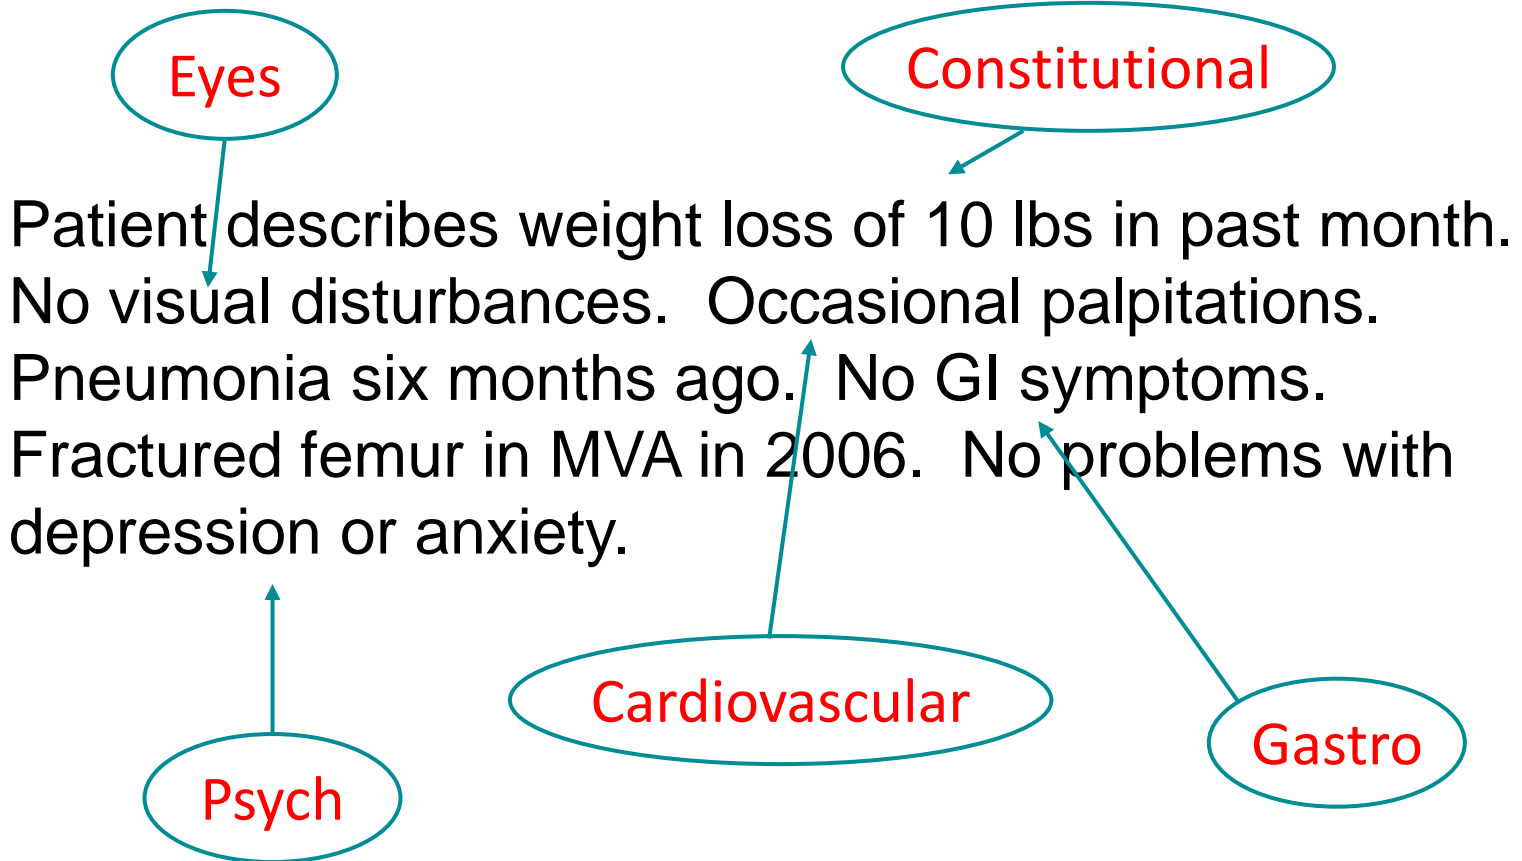 Eyes
Constitutional
Patient describes weight loss of 10 lbs in past month.
No visual disturbances. Occasional palpitations.
Pneumonia six months ago. No GI symptoms.
Fractured femur in MVA in 2006. No problems with
depression or anxiety.
Cardiovascular
Gastro
Psych